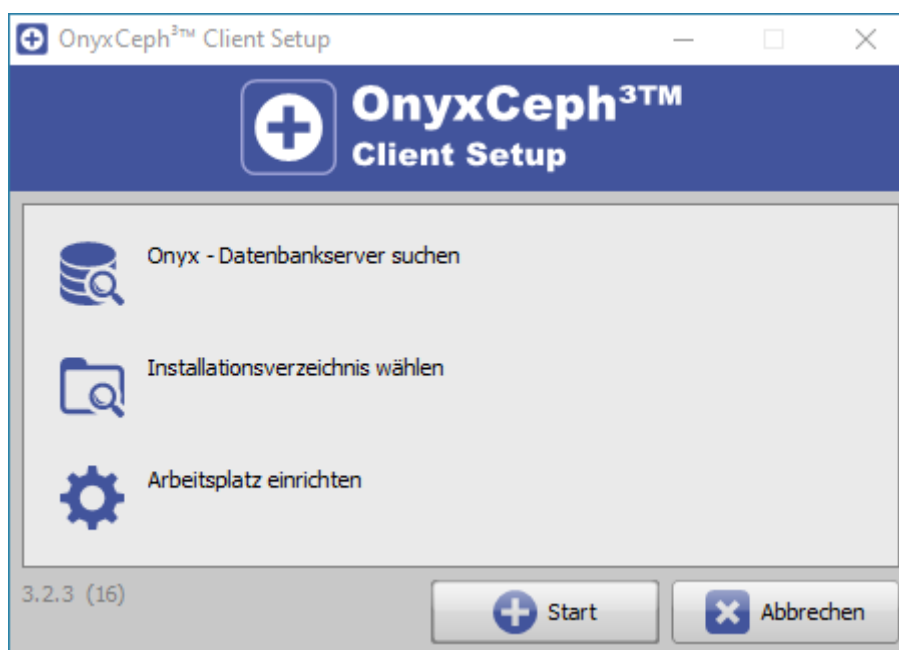 OnyxCeph³™ Client Setup
OnyxCeph³™
Client Setup
Onyx - Datenbankserver suchen
Installationsverzeichnis wählen
Arbeitsplatz einrichten
3.2.3 (16)
Start
Abbrechen